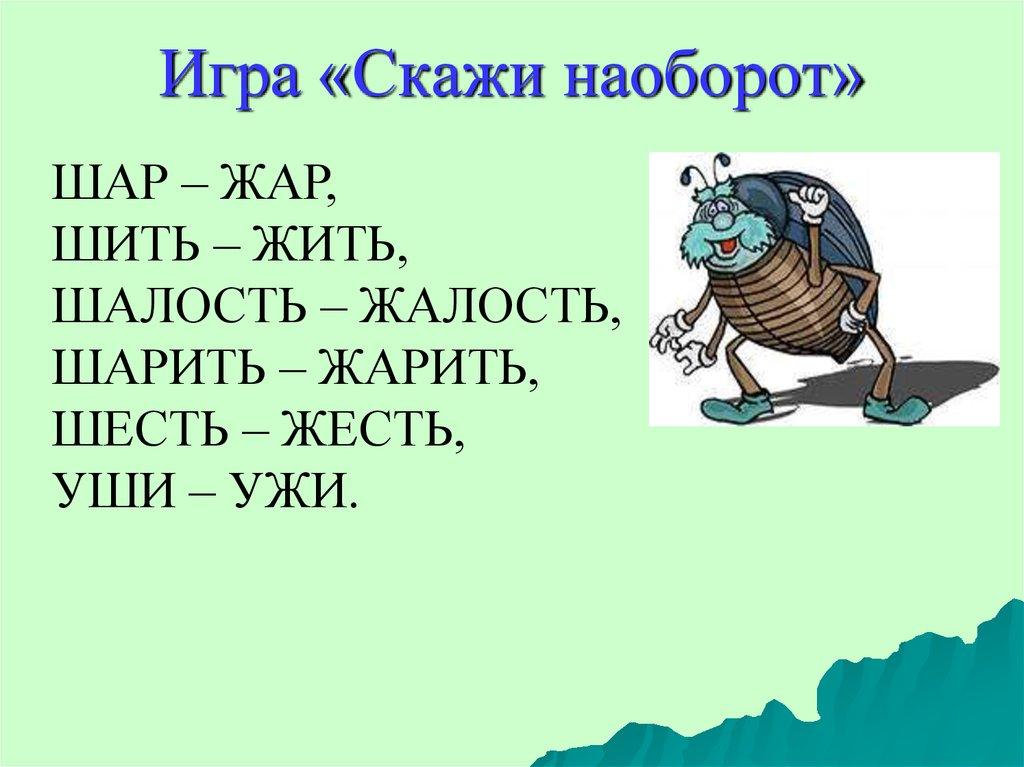 Игра «Скажи наоборот»
ШАР – ЖАР,
ШИТЬ – ЖИТЬ,
ШАЛОСТЬ – ЖАЛОСТЬ,
ШАРИТЬ – ЖАРИТЬ,
ШЕСТЬ – ЖЕСТЬ,
УШИ – УЖИ.